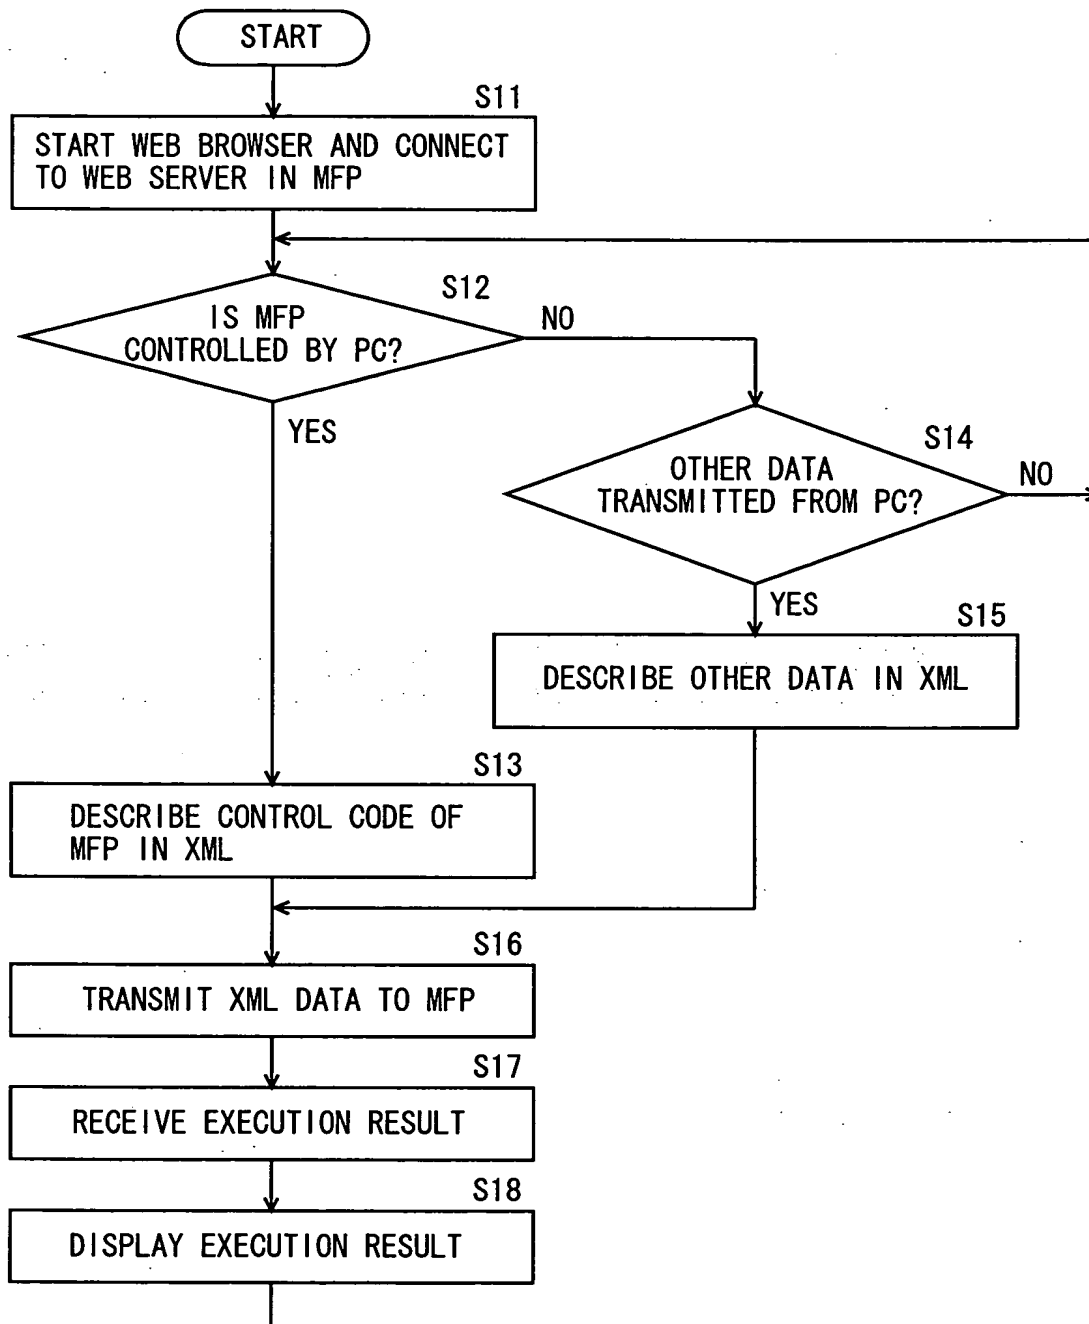 START
S11
START WEB BROWSER AND CONNECT
TO WEB SERVER IN MFP
S12
IS MFP
CONTROLLED BY PC?
NO
YES
S14
OTHER DATA
TRANSMITTED FROM PC?
NO
YES
S15
DESCRIBE OTHER DATA IN XML
S13
DESCRIBE CONTROL CODE OF
MFP IN XML
S16
TRANSMIT XML DATA TO MFP
S17
RECEIVE EXECUTION RESULT
S18
DISPLAY EXECUTION RESULT